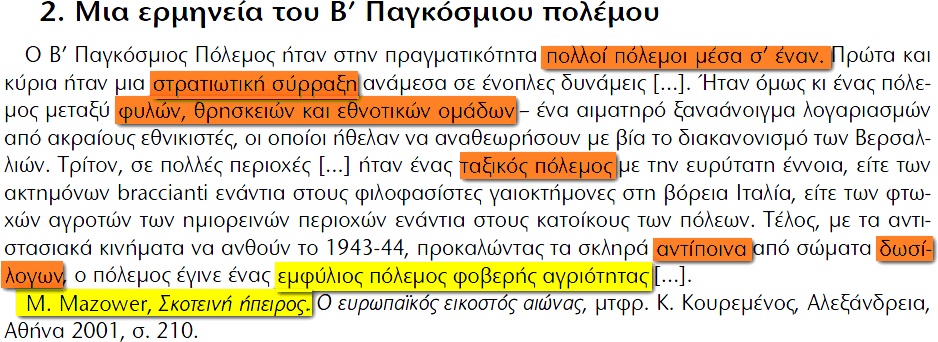 2. Μια ερμηνεία του Β’ Παγκόσμιου πολέμου
Ο Β’ Παγκόσμιος Πόλεμος ήταν στην πραγματικότητα πολλοί πόλεμοι μέσα σ’ έναν. Πρώτα και
κύρια ήταν μια στρατιωτική σύρραξη ανάμεσα σε ένοπλες δυνάμεις [...]. Ήταν όμως κι ένας πόλε-
μος μεταξύ φυλών, θρησκειών και εθνοτικών ομάδων – ένα αιματηρό ξαναάνοιγμα λογαριασμών
από ακραίους εθνικιστές, οι οποίοι ήθελαν να αναθεωρήσουν με βία το διακανονισμό των Βερσαλ-
λιών. Τρίτον, σε πολλές περιοχές [...] ήταν ένας ταξικός πόλεμος με την ευρύτατη έννοια, είτε των
ακτημόνων braccianti ενάντια στους φιλοφασίστες γαιοκτήμονες στη βόρεια Ιταλία, είτε των φτω-
χών αγροτών των ημιορεινών περιοχών ενάντια στους κατοίκους των πόλεων. Τέλος, με τα αντι-
στασιακά κινήματα να ανθούν το 1943-44, προκαλώντας τα σκληρά αντίποινα από σώματα δωσί-
λογων, ο πόλεμος έγινε ένας εμφύλιος πόλεμος φοβερής αγριότητας [...].
M. Mazower, Σκοτεινή ήπειρος. Ο ευρωπαϊκός εικοστός αιώνας, μτφρ. Κ. Κουρεμένος, Αλεξάνδρεια,
Αθήνα 2001, σ. 210.